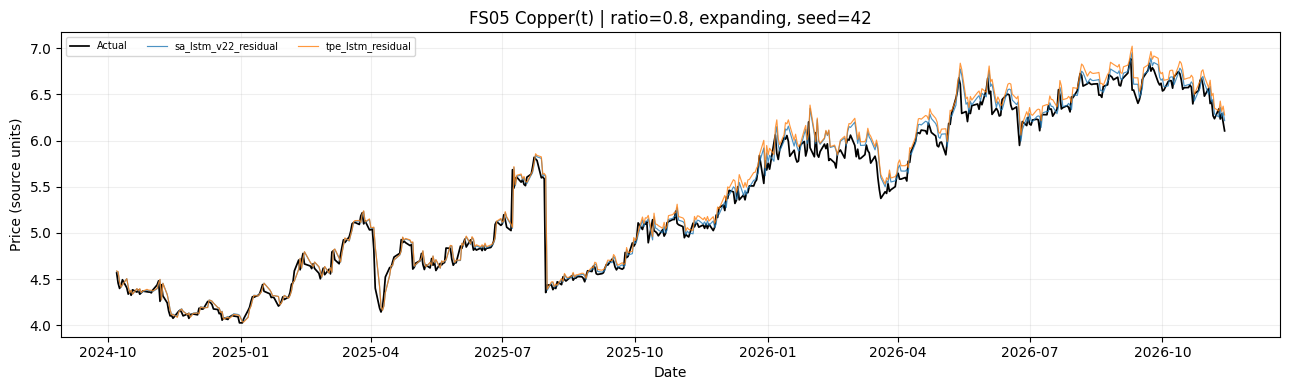 FS05 Copper(t) | ratio=0.8, expanding, seed=42
Actual
sa_lstm_v22_residual
tpe_lstm_residual
Price (source units)
7.0
6.5
6.0
5.5
5.0
4.5
4.0
2024-10
2025-01
2025-04
2025-07
2025-10
2026-01
2026-04
2026-07
2026-10
Date